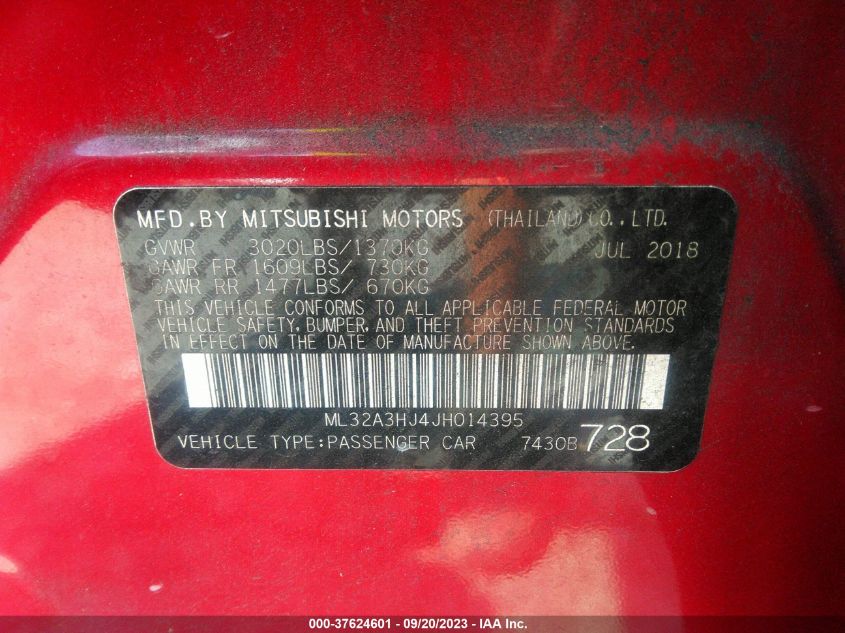 MFD.BY MITSUBISHI MOTORS (THAILAND)CO.,LTD.
GVWR 3020LBS/1370KG JUL 2018
GAWR FR 1609LBS/ 730KG
GAWR RR 1477LBS/ 670KG
THIS VEHICLE CONFORMS TO ALL APPLICABLE FEDERAL MOTOR
VEHICLE SAFETY, BUMPER, AND THEFT PREVENTION STANDARDS
IN EFFECT ON THE DATE OF MANUFACTURE SHOWN ABOVE.
ML32A3HJ4JH014395
VEHICLE TYPE:PASSENGER CAR 7430B 728
000-37624601 - 09/20/2023 - IAA Inc.